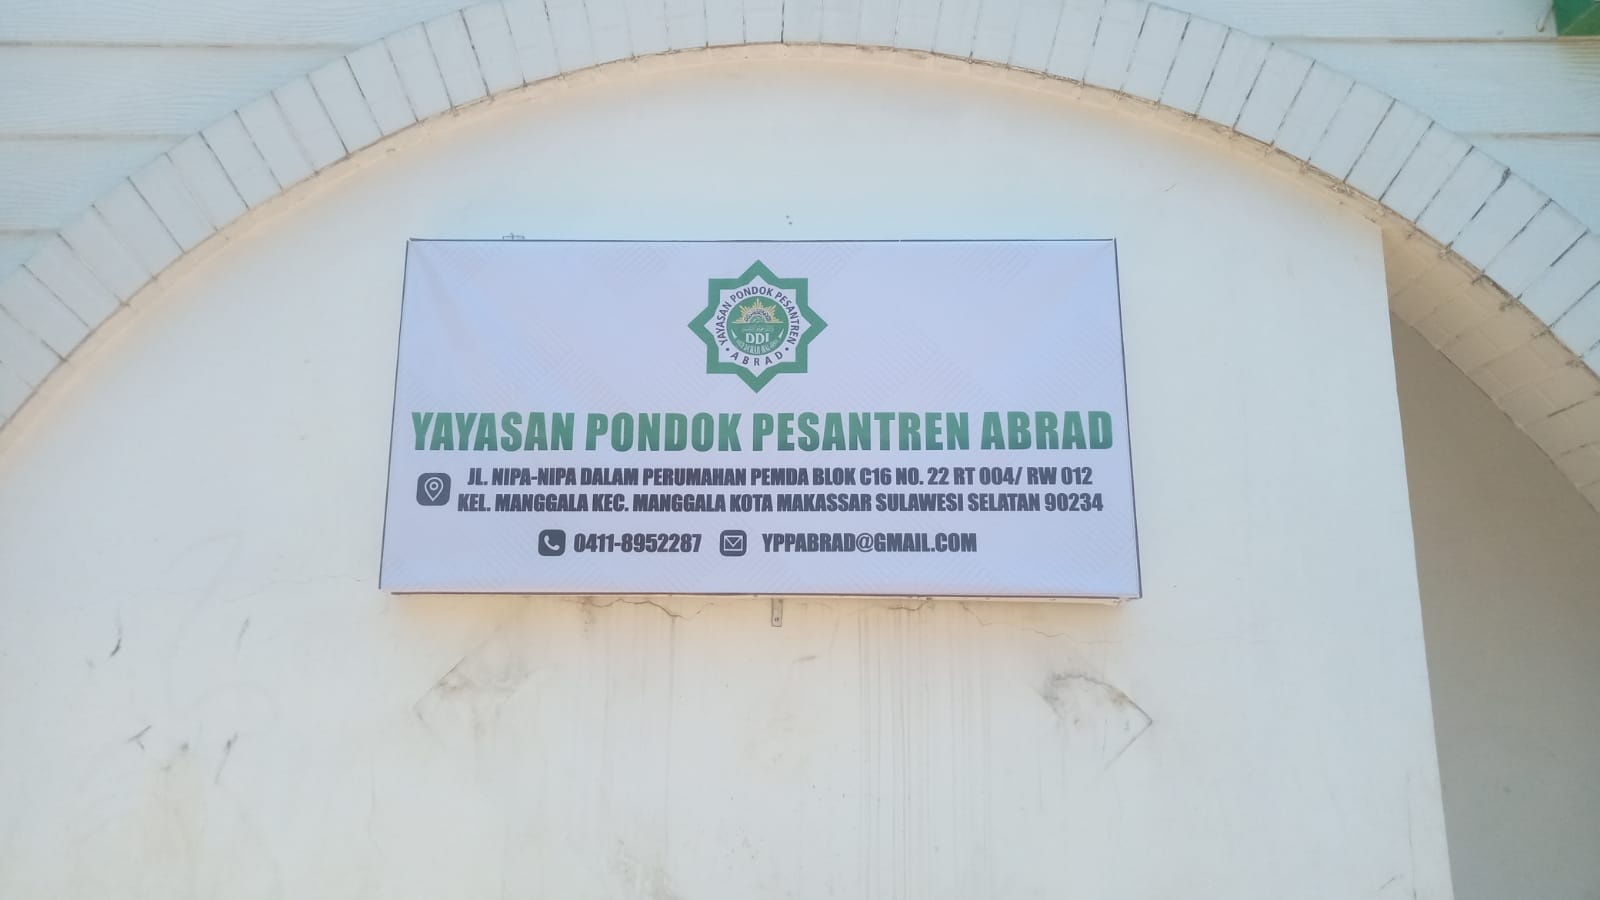 YAYASAN PONDOK PESANTREN
DDI
ABRAD
YAYASAN PONDOK PESANTREN ABRAD
JL. NIPA-NIPA DALAM PERUMAHAN PEMDA BLOK C16 NO. 22 RT 004/ RW 012
KEL. MANGGALA KEC. MANGGALA KOTA MAKASSAR SULAWESI SELATAN 90234
0411-8952287 YPPABRAD@GMAIL.COM